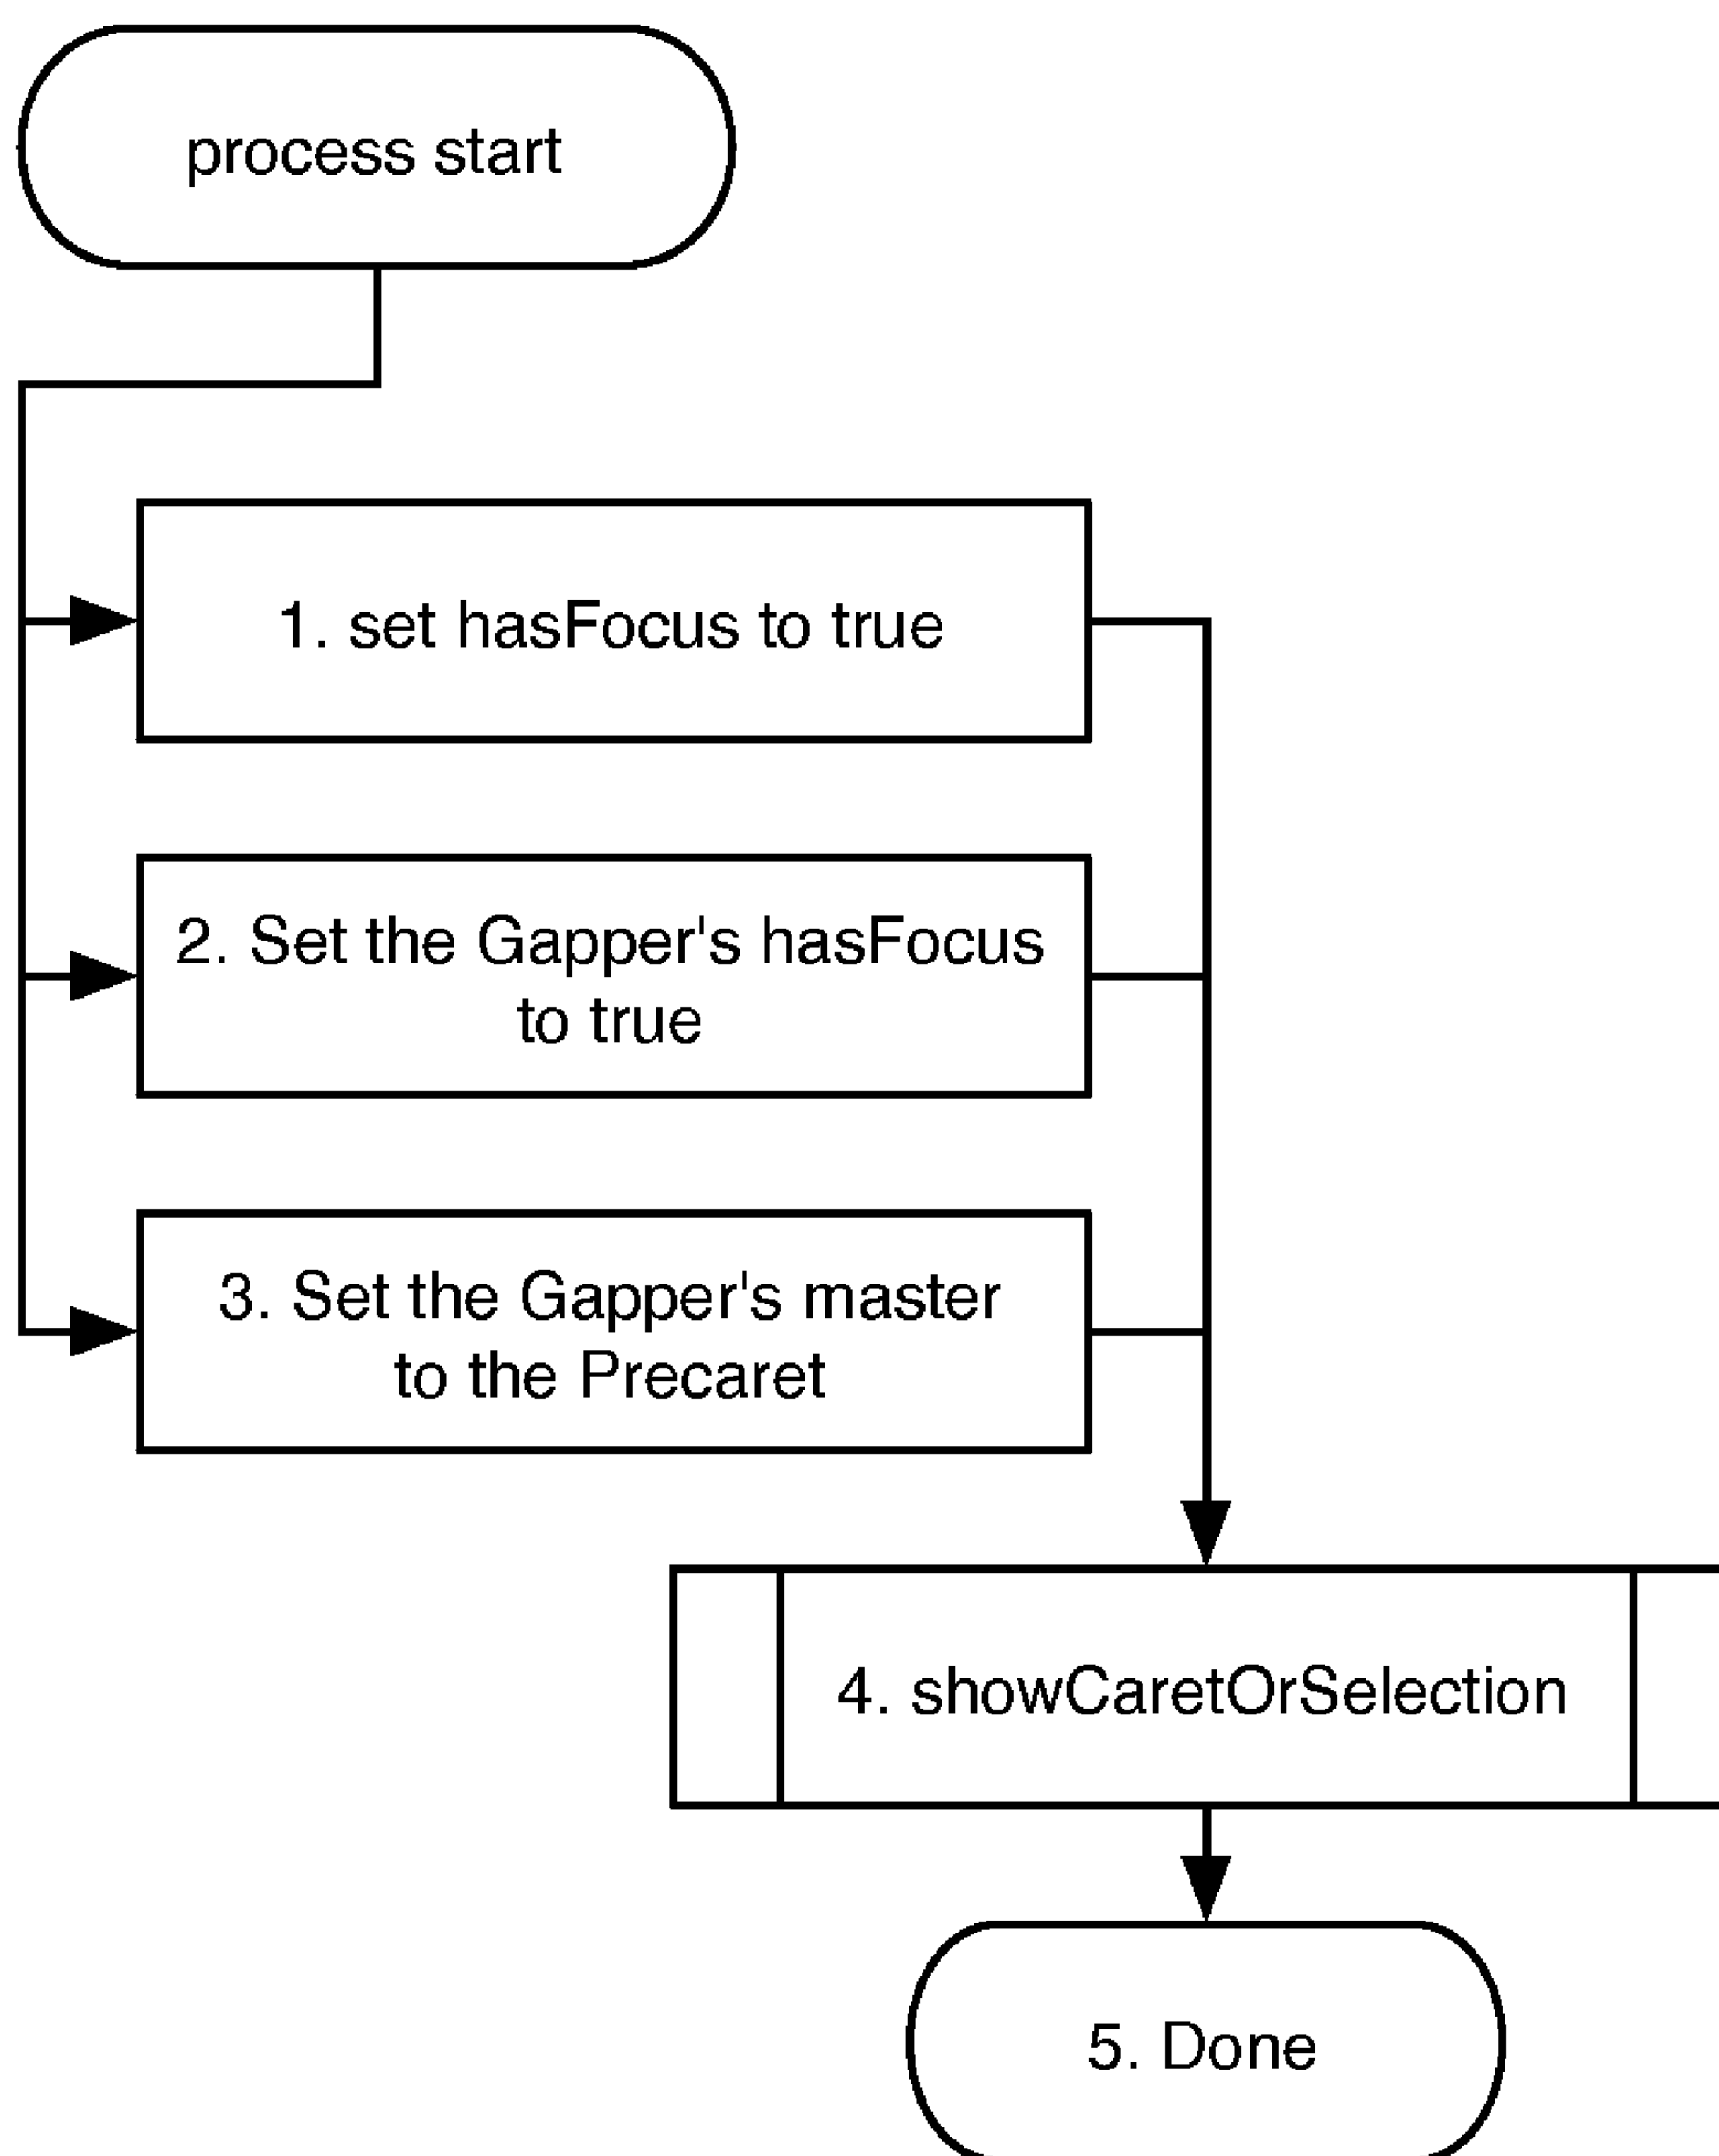 process start
1. set hasFocus to true
2. Set the Gapper's hasFocus
to true
3. Set the Gapper's master
to the Precaret
4. showCaretOrSelection
5. Done